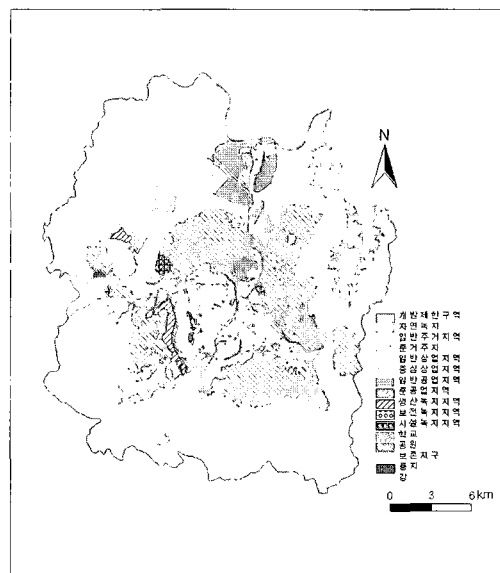 N
개발제한구역
자연녹지
일반주거지역
준거주지
일반상업지역
중심상업지역
일반공업지역
준공업지역
생산녹지지역
보전녹지지역
시설녹지지역
학교
공원
보존지구
용지
강
0 3 6 km